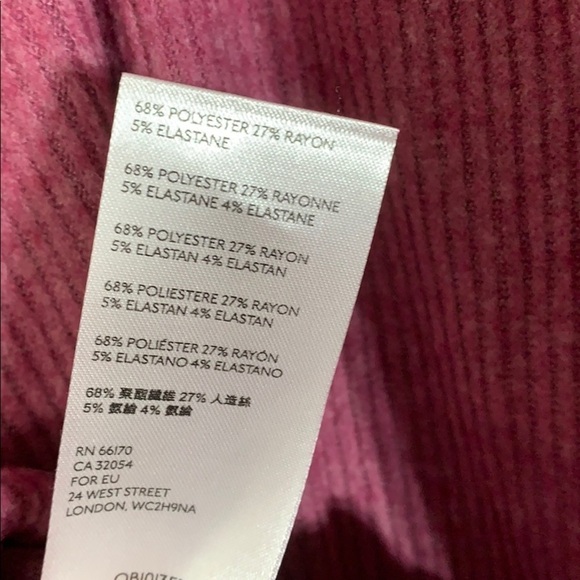 68% POLYESTER 27% RAYON
5% ELASTANE
68% POLYESTER 27% RAYONNE
5% ELASTANE 4% ELASTANE
68% POLYESTER 27% RAYON
5% ELASTAN 4% ELASTAN
68% POLIESTERE 27% RAYON
5% ELASTAN 4% ELASTAN
68% POLIÉSTER 27% RAYÓN
5% ELASTANO 4% ELASTANO
68% 聚酯纖維 27% 人造絲
5% 氨綸 4% 氨綸
RN 66170
CA 32054
FOR EU
24 WEST STREET
LONDON, WC2H9NA